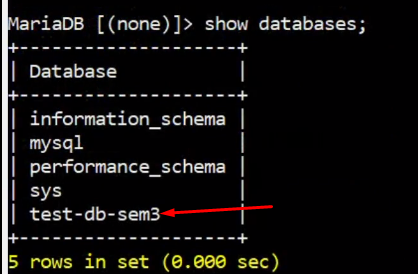 MariaDB [(none)]> show databases;
+--------------------+
| Database           |
+--------------------+
| information_schema |
| mysql              |
| performance_schema |
| sys                |
| test-db-sem3       |
+--------------------+
5 rows in set (0.000 sec)